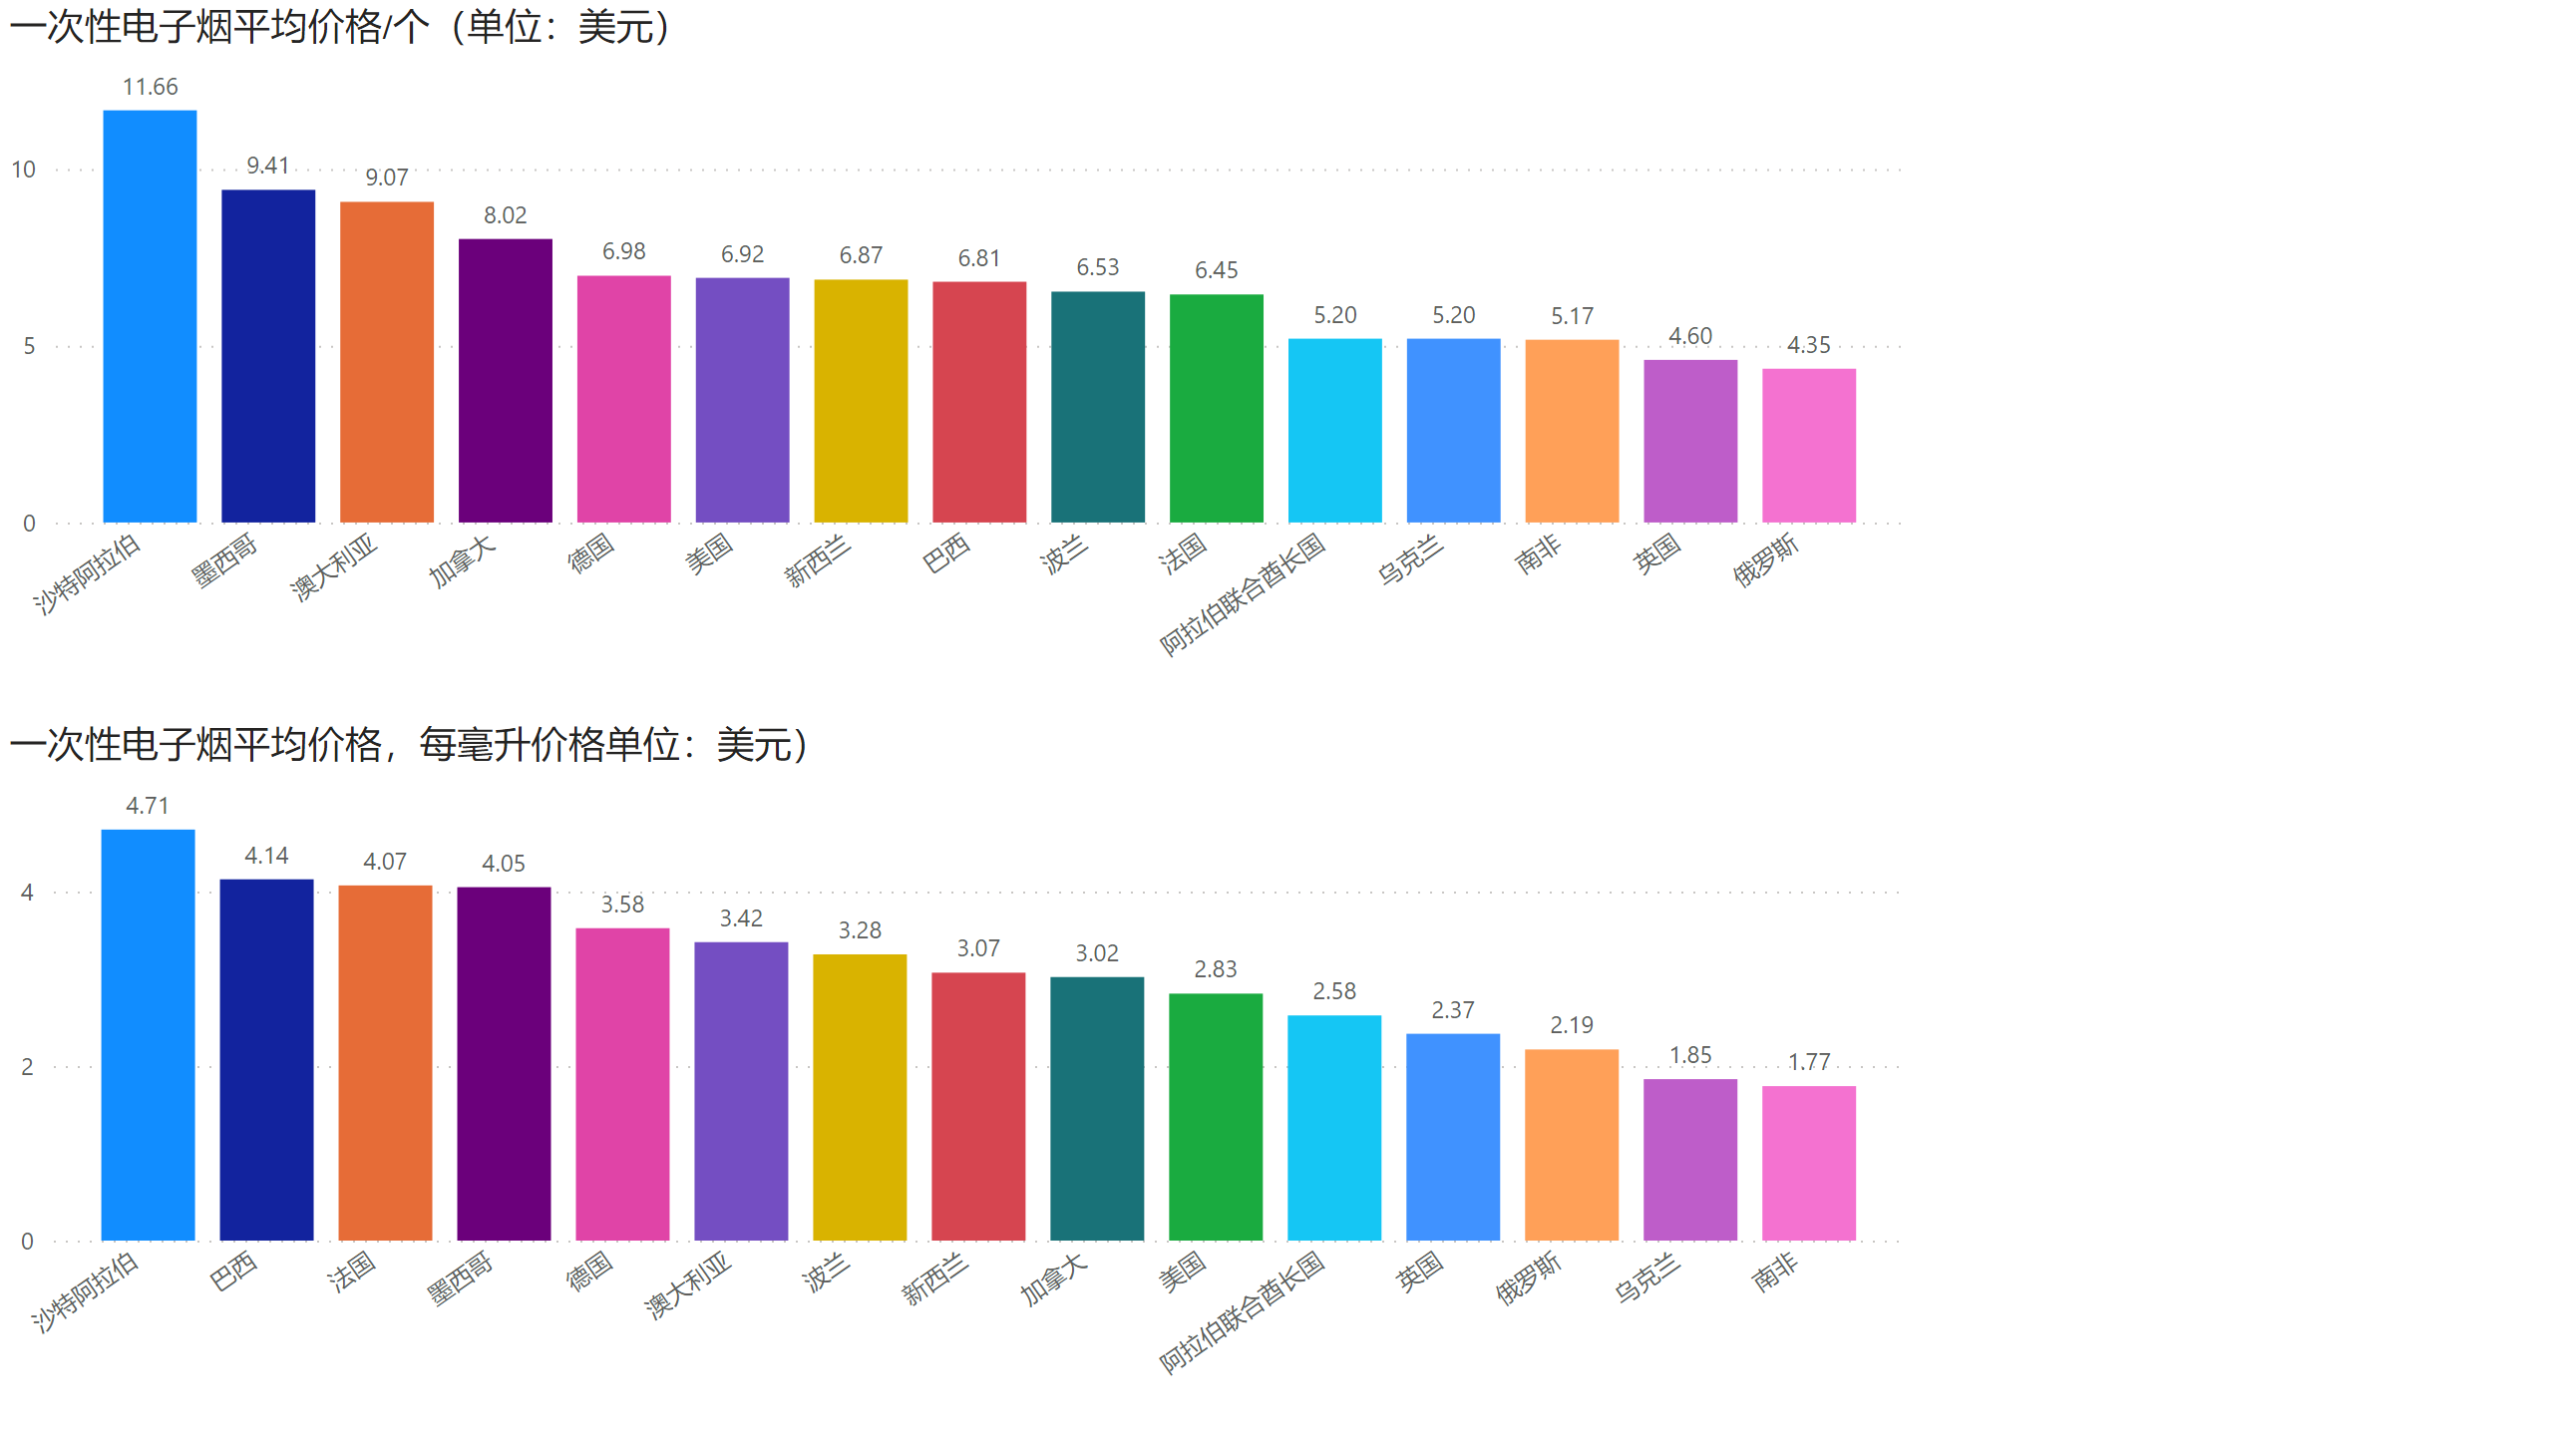 一次性电子烟平均价格/个（单位：美元）
11.66
9.41
9.07
8.02
6.98
6.92
6.87
6.81
6.53
6.45
5.20
5.20
5.17
4.60
4.35
10
5
0
沙特阿拉伯
墨西哥
澳大利亚
加拿大
德国
美国
新西兰
巴西
波兰
法国
阿拉伯联合酋长国
乌克兰
南非
英国
俄罗斯
一次性电子烟平均价格，每毫升价格单位：美元）
4.71
4.14
4.07
4.05
3.58
3.42
3.28
3.07
3.02
2.83
2.58
2.37
2.19
1.85
1.77
4
2
0
沙特阿拉伯
巴西
法国
墨西哥
德国
澳大利亚
波兰
新西兰
加拿大
美国
阿拉伯联合酋长国
英国
俄罗斯
乌克兰
南非